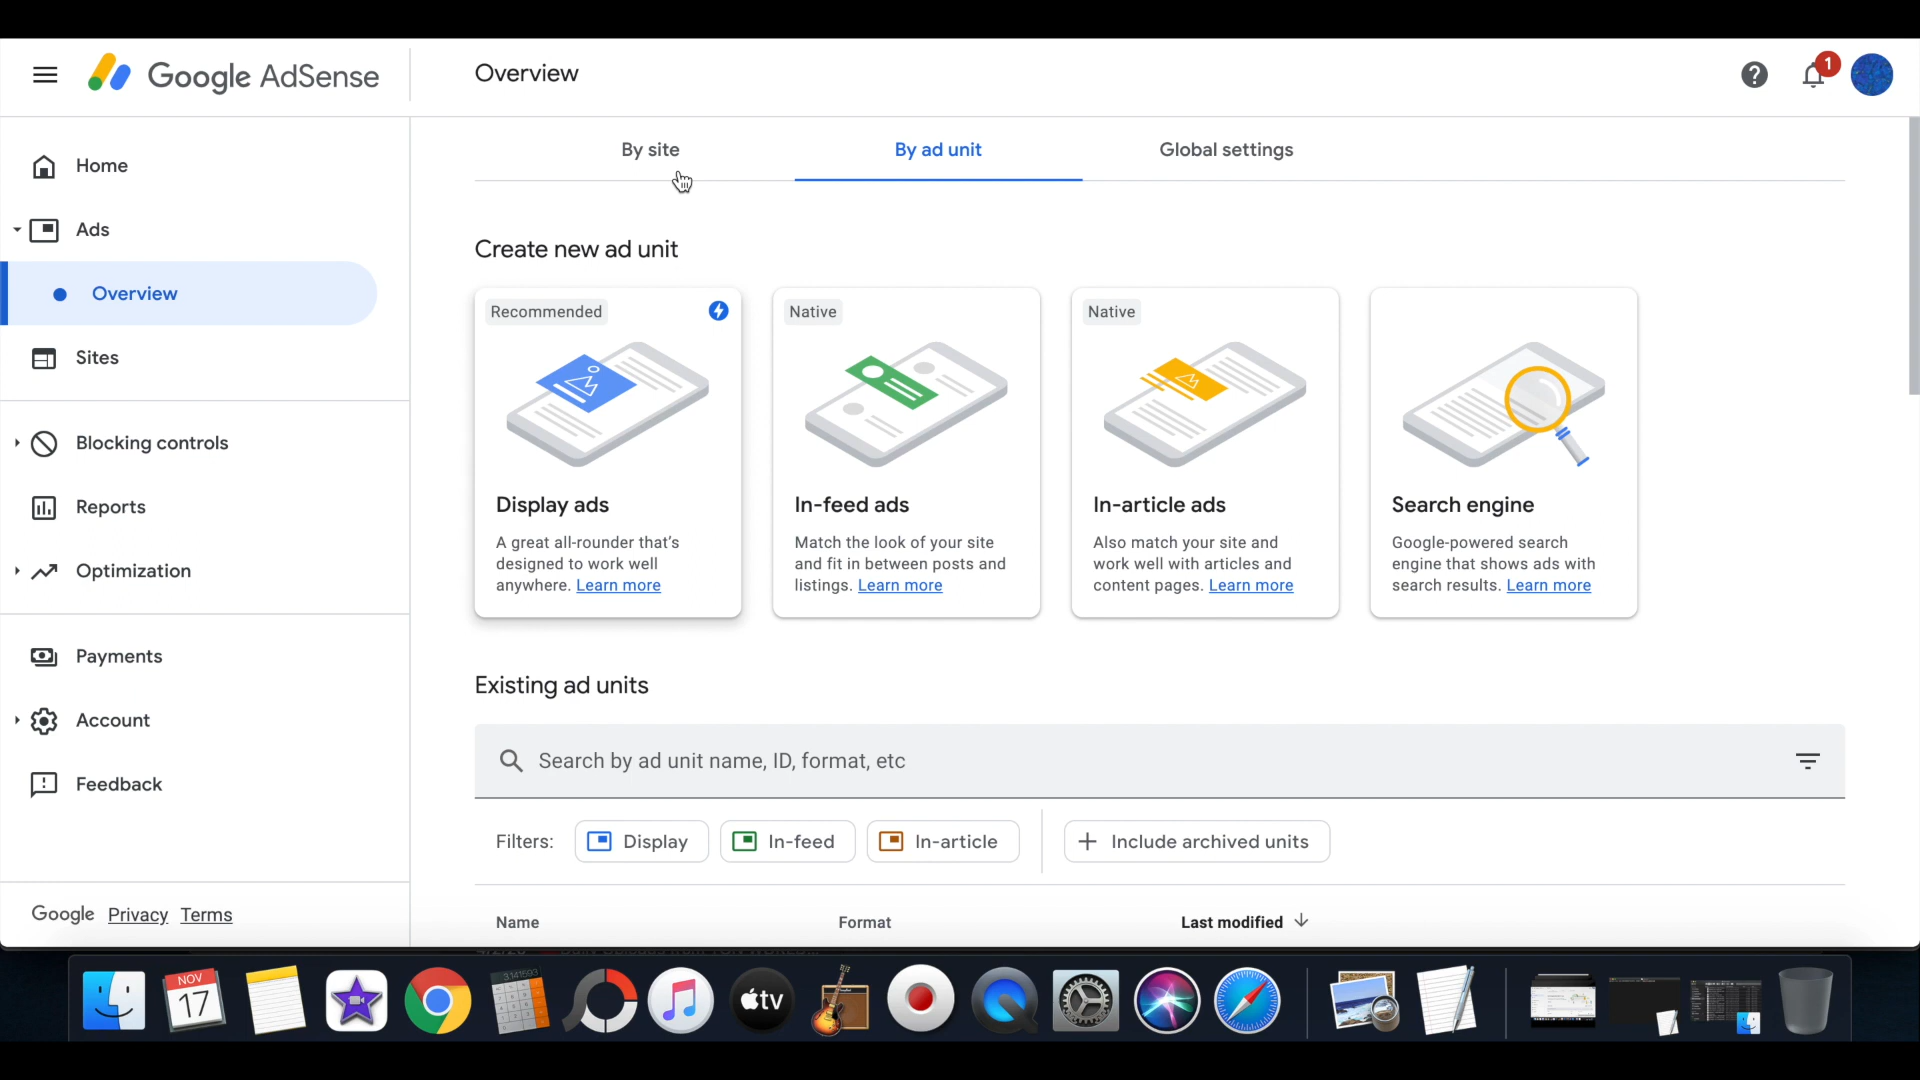 Google AdSense
Overview
1
Home
Ads
Overview
Sites
Blocking controls
Reports
Optimization
Payments
Account
Feedback
Google Privacy Terms
By site
By ad unit
Global settings
Create new ad unit
Recommended
Display ads
A great all-rounder that's
designed to work well
anywhere. Learn more
Native
In-feed ads
Match the look of your site
and fit in between posts and
listings. Learn more
Native
In-article ads
Also match your site and
work well with articles and
content pages. Learn more
Search engine
Google-powered search
engine that shows ads with
search results. Learn more
Existing ad units
Search by ad unit name, ID, format, etc
Filters:
Display
In-feed
In-article
Include archived units
Name
Format
Last modified
NOV
17
3.141593
tv